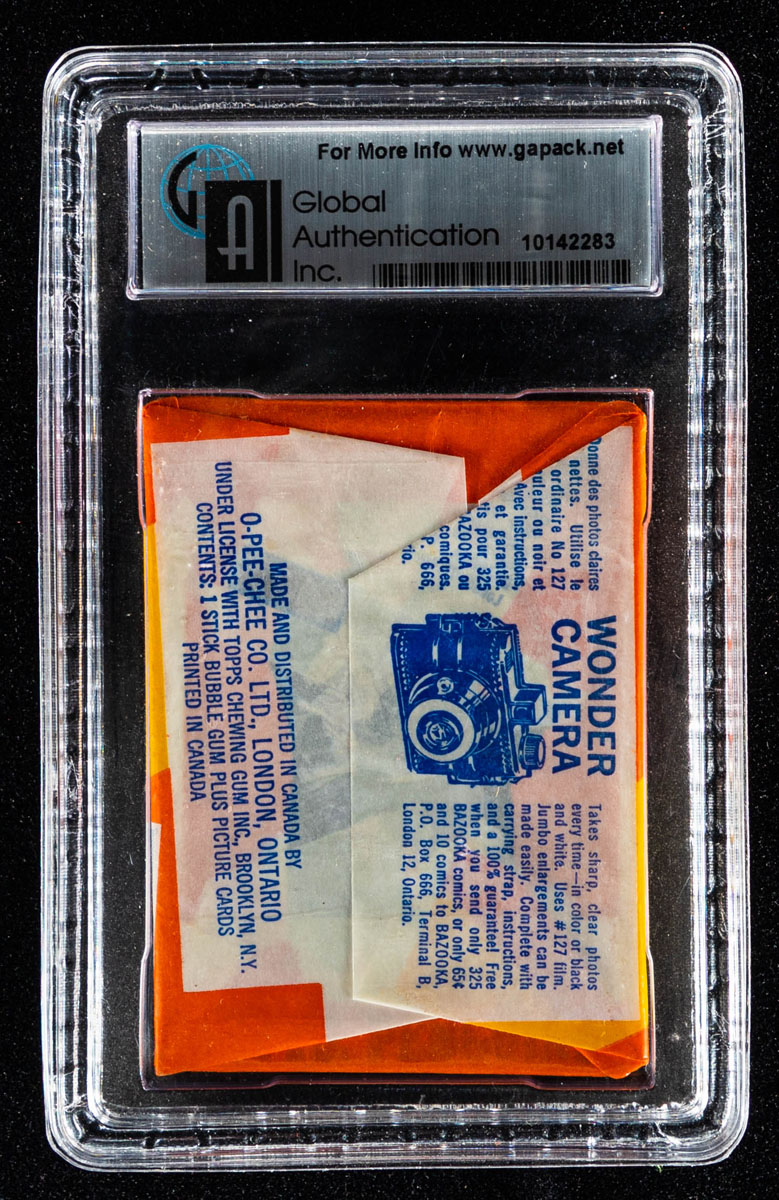 For More Info www.gapack.net
GA
Global
Authentication
Inc.
10142283
MADE AND DISTRIBUTED IN CANADA BY
O-PEE-CHEE CO. LTD., LONDON, ONTARIO
UNDER LICENSE WITH TOPPS CHEWING GUM INC., BROOKLYN, N.Y.
CONTENTS: 1 STICK BUBBLE GUM PLUS PICTURE CARDS
PRINTED IN CANADA
WONDER
CAMERA
Donne des photos claires
nettes. Utilise le
ordinaire No 127
ou noir et
instructions,
et garantie.
pour 325
ou
comiques.
P. 666,
Takes sharp, clear photos
every time—in color or black
and white. Uses #127 film.
Jumbo enlargements can be
made easily. Complete with
carrying strap, instructions,
and a 100% guarantee! Free
when you send only 325
BAZOOKA comics, or only 65¢
and 10 comics to BAZOOKA,
P.O. Box 666, Terminal B,
London 12, Ontario.